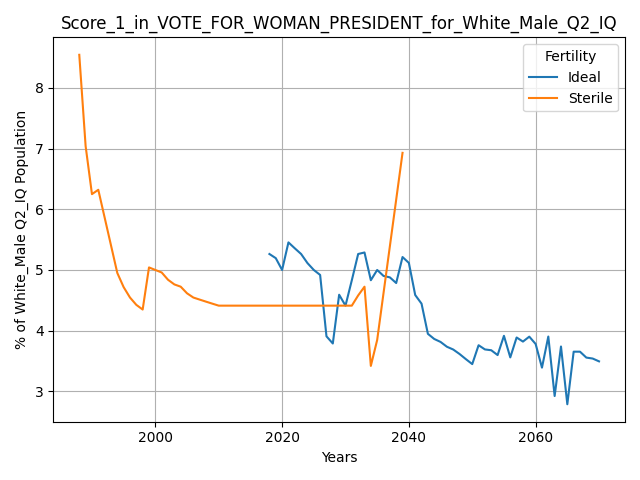 Score_1_in_VOTE_FOR_WOMAN_PRESIDENT_for_White_Male_Q2_IQ
Fertility
Ideal
Sterile
% of White_Male Q2_IQ Population
8
7
6
5
4
3
2000
2020
2040
2060
Years